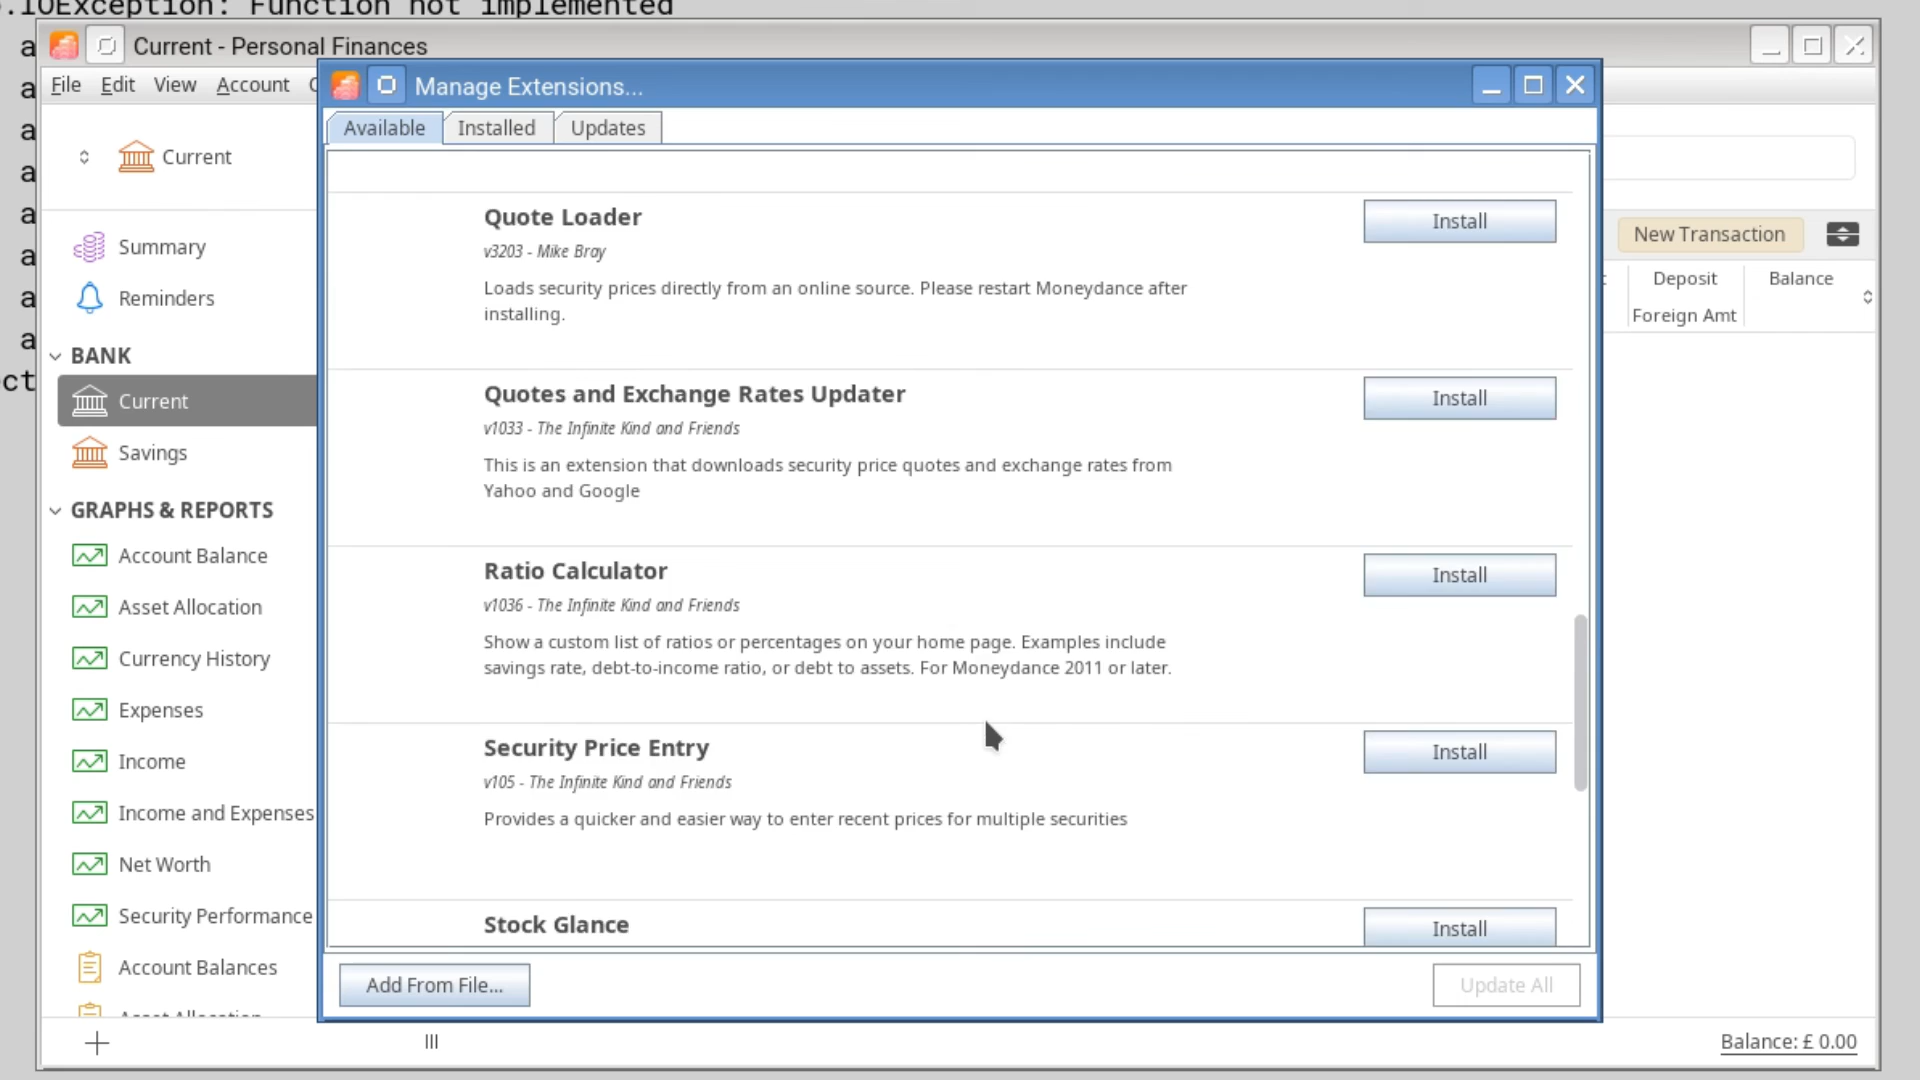 .IOException: Function not implemented
a
Current - Personal Finances
File Edit View Account
a
Manage Extensions...
Available Installed Updates
a
Current
a
a
Summary
a
Reminders
a
a
BANK
ct
Current
Savings
GRAPHS & REPORTS
Account Balance
Asset Allocation
Currency History
Expenses
Income
Income and Expenses
Net Worth
Security Performance
Account Balances
Asset Allocation
Quote Loader
Install
v3203 - Mike Bray
Loads security prices directly from an online source. Please restart Moneydance after
installing.
Quotes and Exchange Rates Updater
Install
v1033 - The Infinite Kind and Friends
This is an extension that downloads security price quotes and exchange rates from
Yahoo and Google
Ratio Calculator
Install
v1036 - The Infinite Kind and Friends
Show a custom list of ratios or percentages on your home page. Examples include
savings rate, debt-to-income ratio, or debt to assets. For Moneydance 2011 or later.
Security Price Entry
Install
v105 - The Infinite Kind and Friends
Provides a quicker and easier way to enter recent prices for multiple securities
Stock Glance
Install
Add From File...
Update All
New Transaction
Deposit Balance
Foreign Amt
Balance: £ 0.00